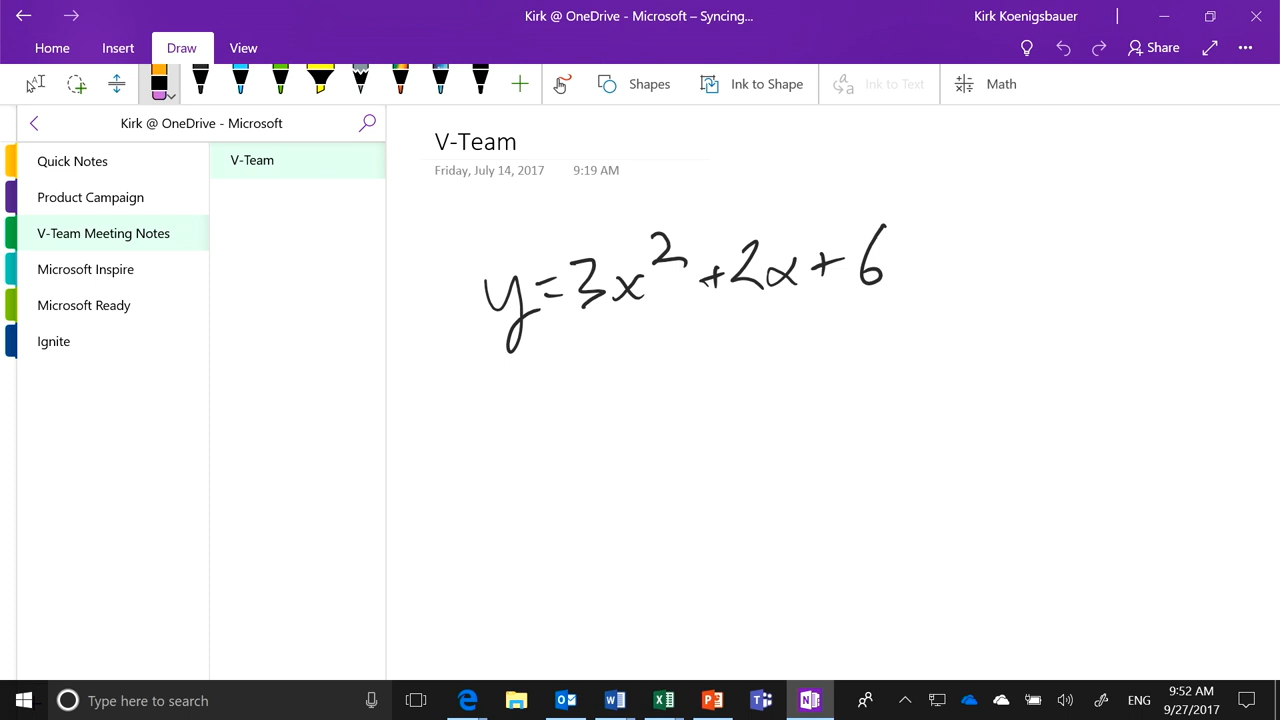 Kirk @ OneDrive - Microsoft – Syncing...
Kirk Koenigsbauer
Home Insert Draw View
Share
Shapes Ink to Shape Ink to Text Math
Kirk @ OneDrive - Microsoft
Quick Notes
Product Campaign
V-Team Meeting Notes
Microsoft Inspire
Microsoft Ready
Ignite
V-Team
V-Team
Friday, July 14, 2017 9:19 AM
y=3x²+2x+6
Type here to search
ENG
9:52 AM
9/27/2017